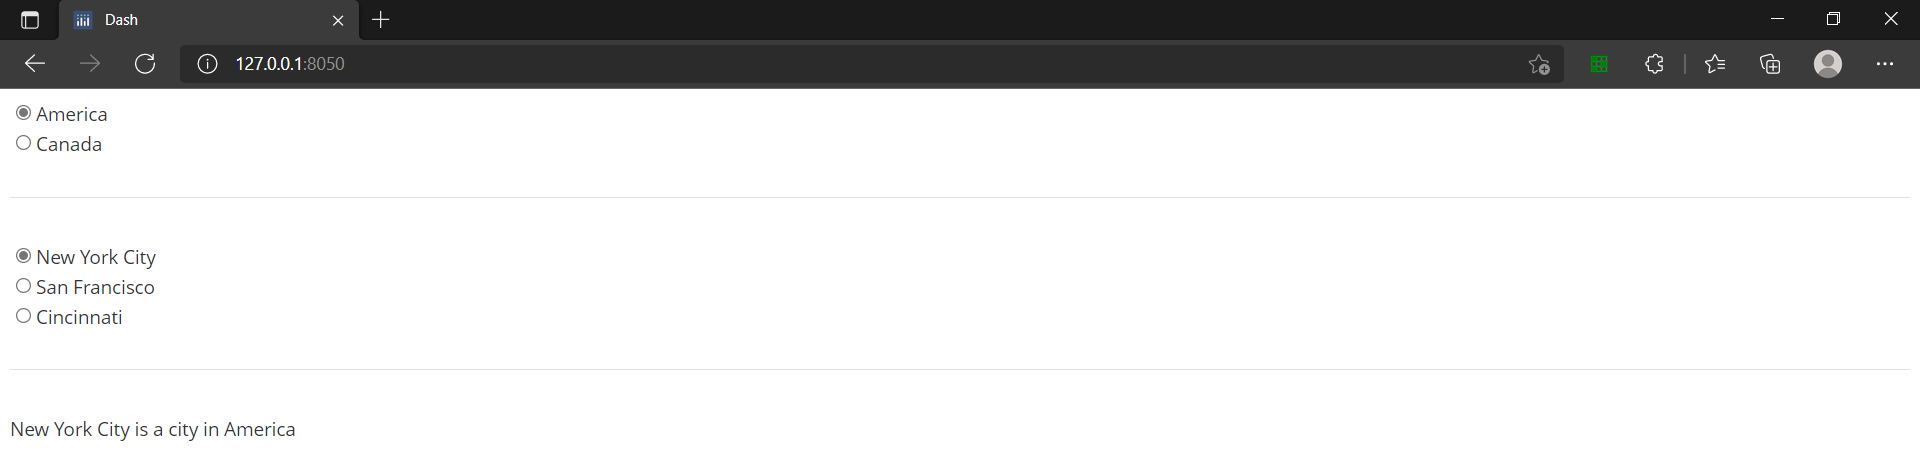 Dash
127.0.0.1:8050
America
Canada
New York City
San Francisco
Cincinnati
New York City is a city in America